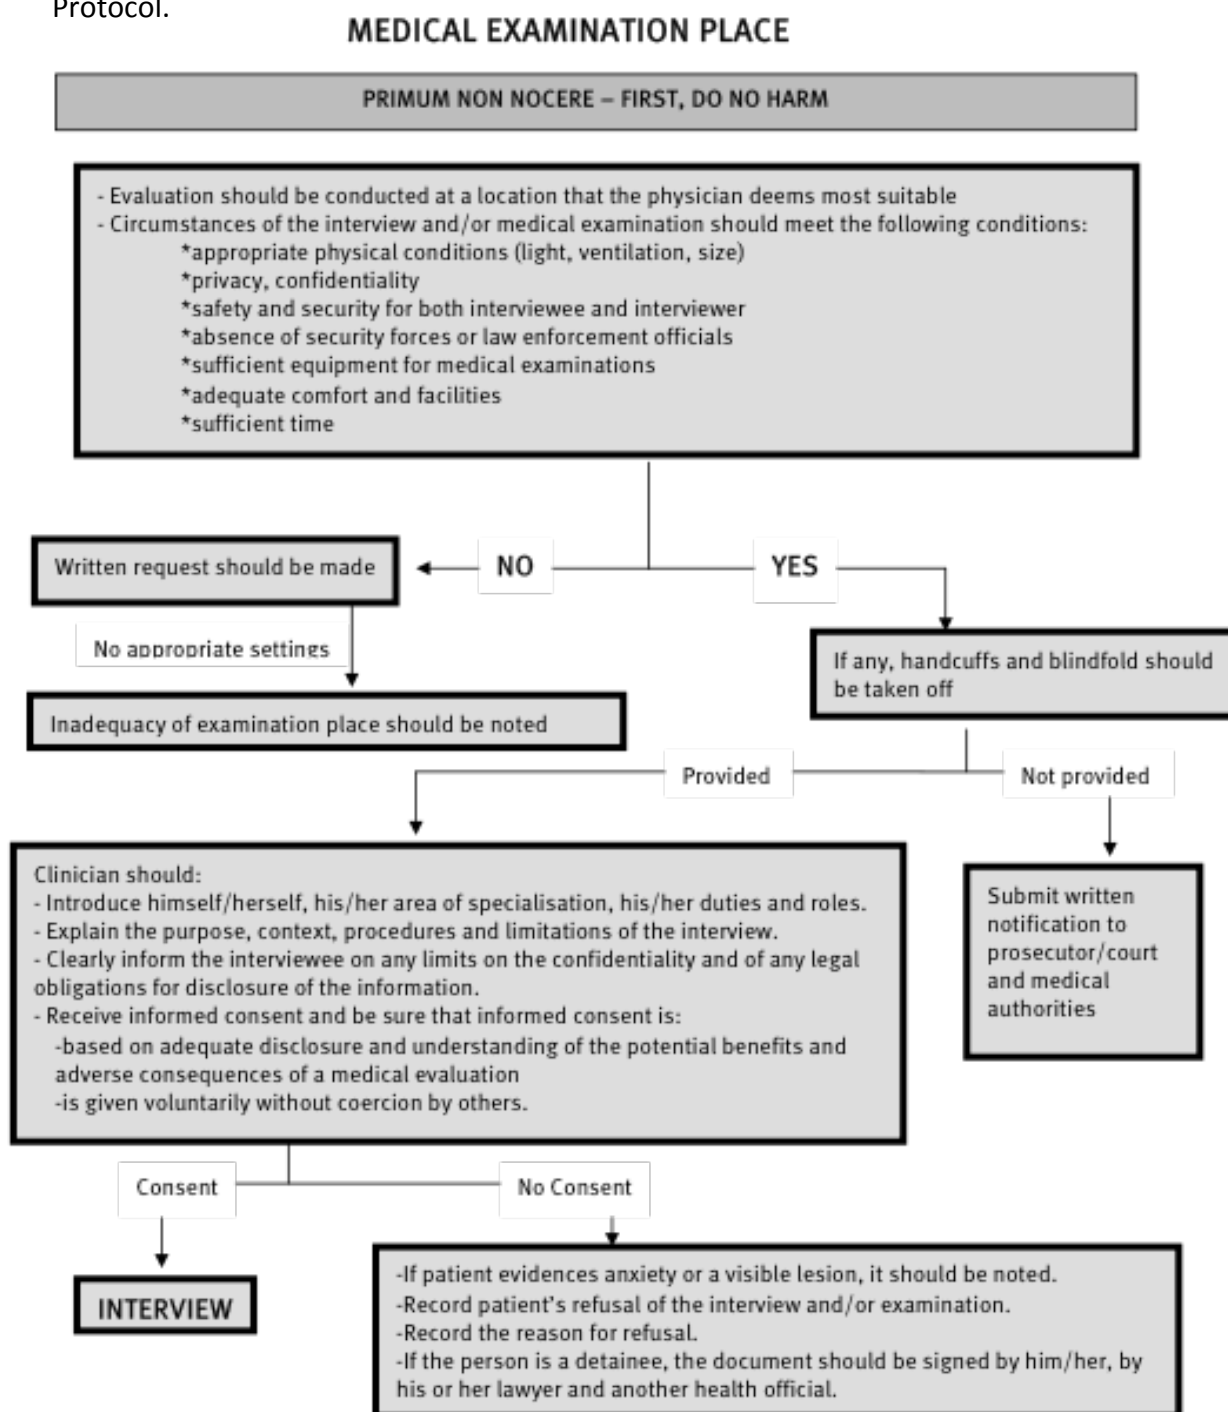 Protocol.
MEDICAL EXAMINATION PLACE
PRIMUM NON NOCERE – FIRST, DO NO HARM
- Evaluation should be conducted at a location that the physician deems most suitable
- Circumstances of the interview and/or medical examination should meet the following conditions:
*appropriate physical conditions (light, ventilation, size)
*privacy, confidentiality
*safety and security for both interviewee and interviewer
*absence of security forces or law enforcement officials
*sufficient equipment for medical examinations
*adequate comfort and facilities
*sufficient time
Written request should be made
NO
YES
No appropriate settings
If any, handcuffs and blindfold should
be taken off
Inadequacy of examination place should be noted
Provided
Not provided
Clinician should:
- Introduce himself/herself, his/her area of specialisation, his/her duties and roles.
- Explain the purpose, context, procedures and limitations of the interview.
- Clearly inform the interviewee on any limits on the confidentiality and of any legal
obligations for disclosure of the information.
- Receive informed consent and be sure that informed consent is:
-based on adequate disclosure and understanding of the potential benefits and
adverse consequences of a medical evaluation
-is given voluntarily without coercion by others.
Submit written
notification to
prosecutor/court
and medical
authorities
Consent
No Consent
INTERVIEW
-If patient evidences anxiety or a visible lesion, it should be noted.
-Record patient's refusal of the interview and/or examination.
-Record the reason for refusal.
-If the person is a detainee, the document should be signed by him/her, by
his or her lawyer and another health official.